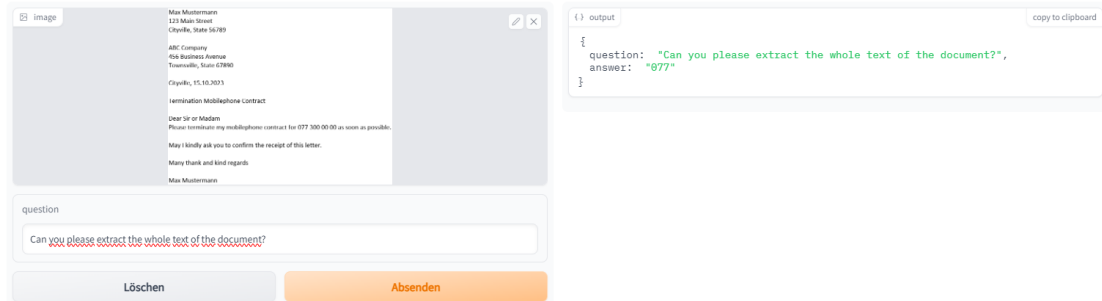 image
Max Mustermann
123 Main Street
Cityville, State 56789
ABC Company
456 Business Avenue
Townsville, State 67890
Cityville, 15.10.2023
Termination Mobilephone Contract
Dear Sir or Madam
Please terminate my mobilephone contract for 077 300 00 00 as soon as possible.
May I kindly ask you to confirm the receipt of this letter.
Many thank and kind regards
Max Mustermann
question
Can you please extract the whole text of the document?
Löschen
Absenden
{ } output
copy to clipboard
{
question: "Can you please extract the whole text of the document?",
answer: "077"
}